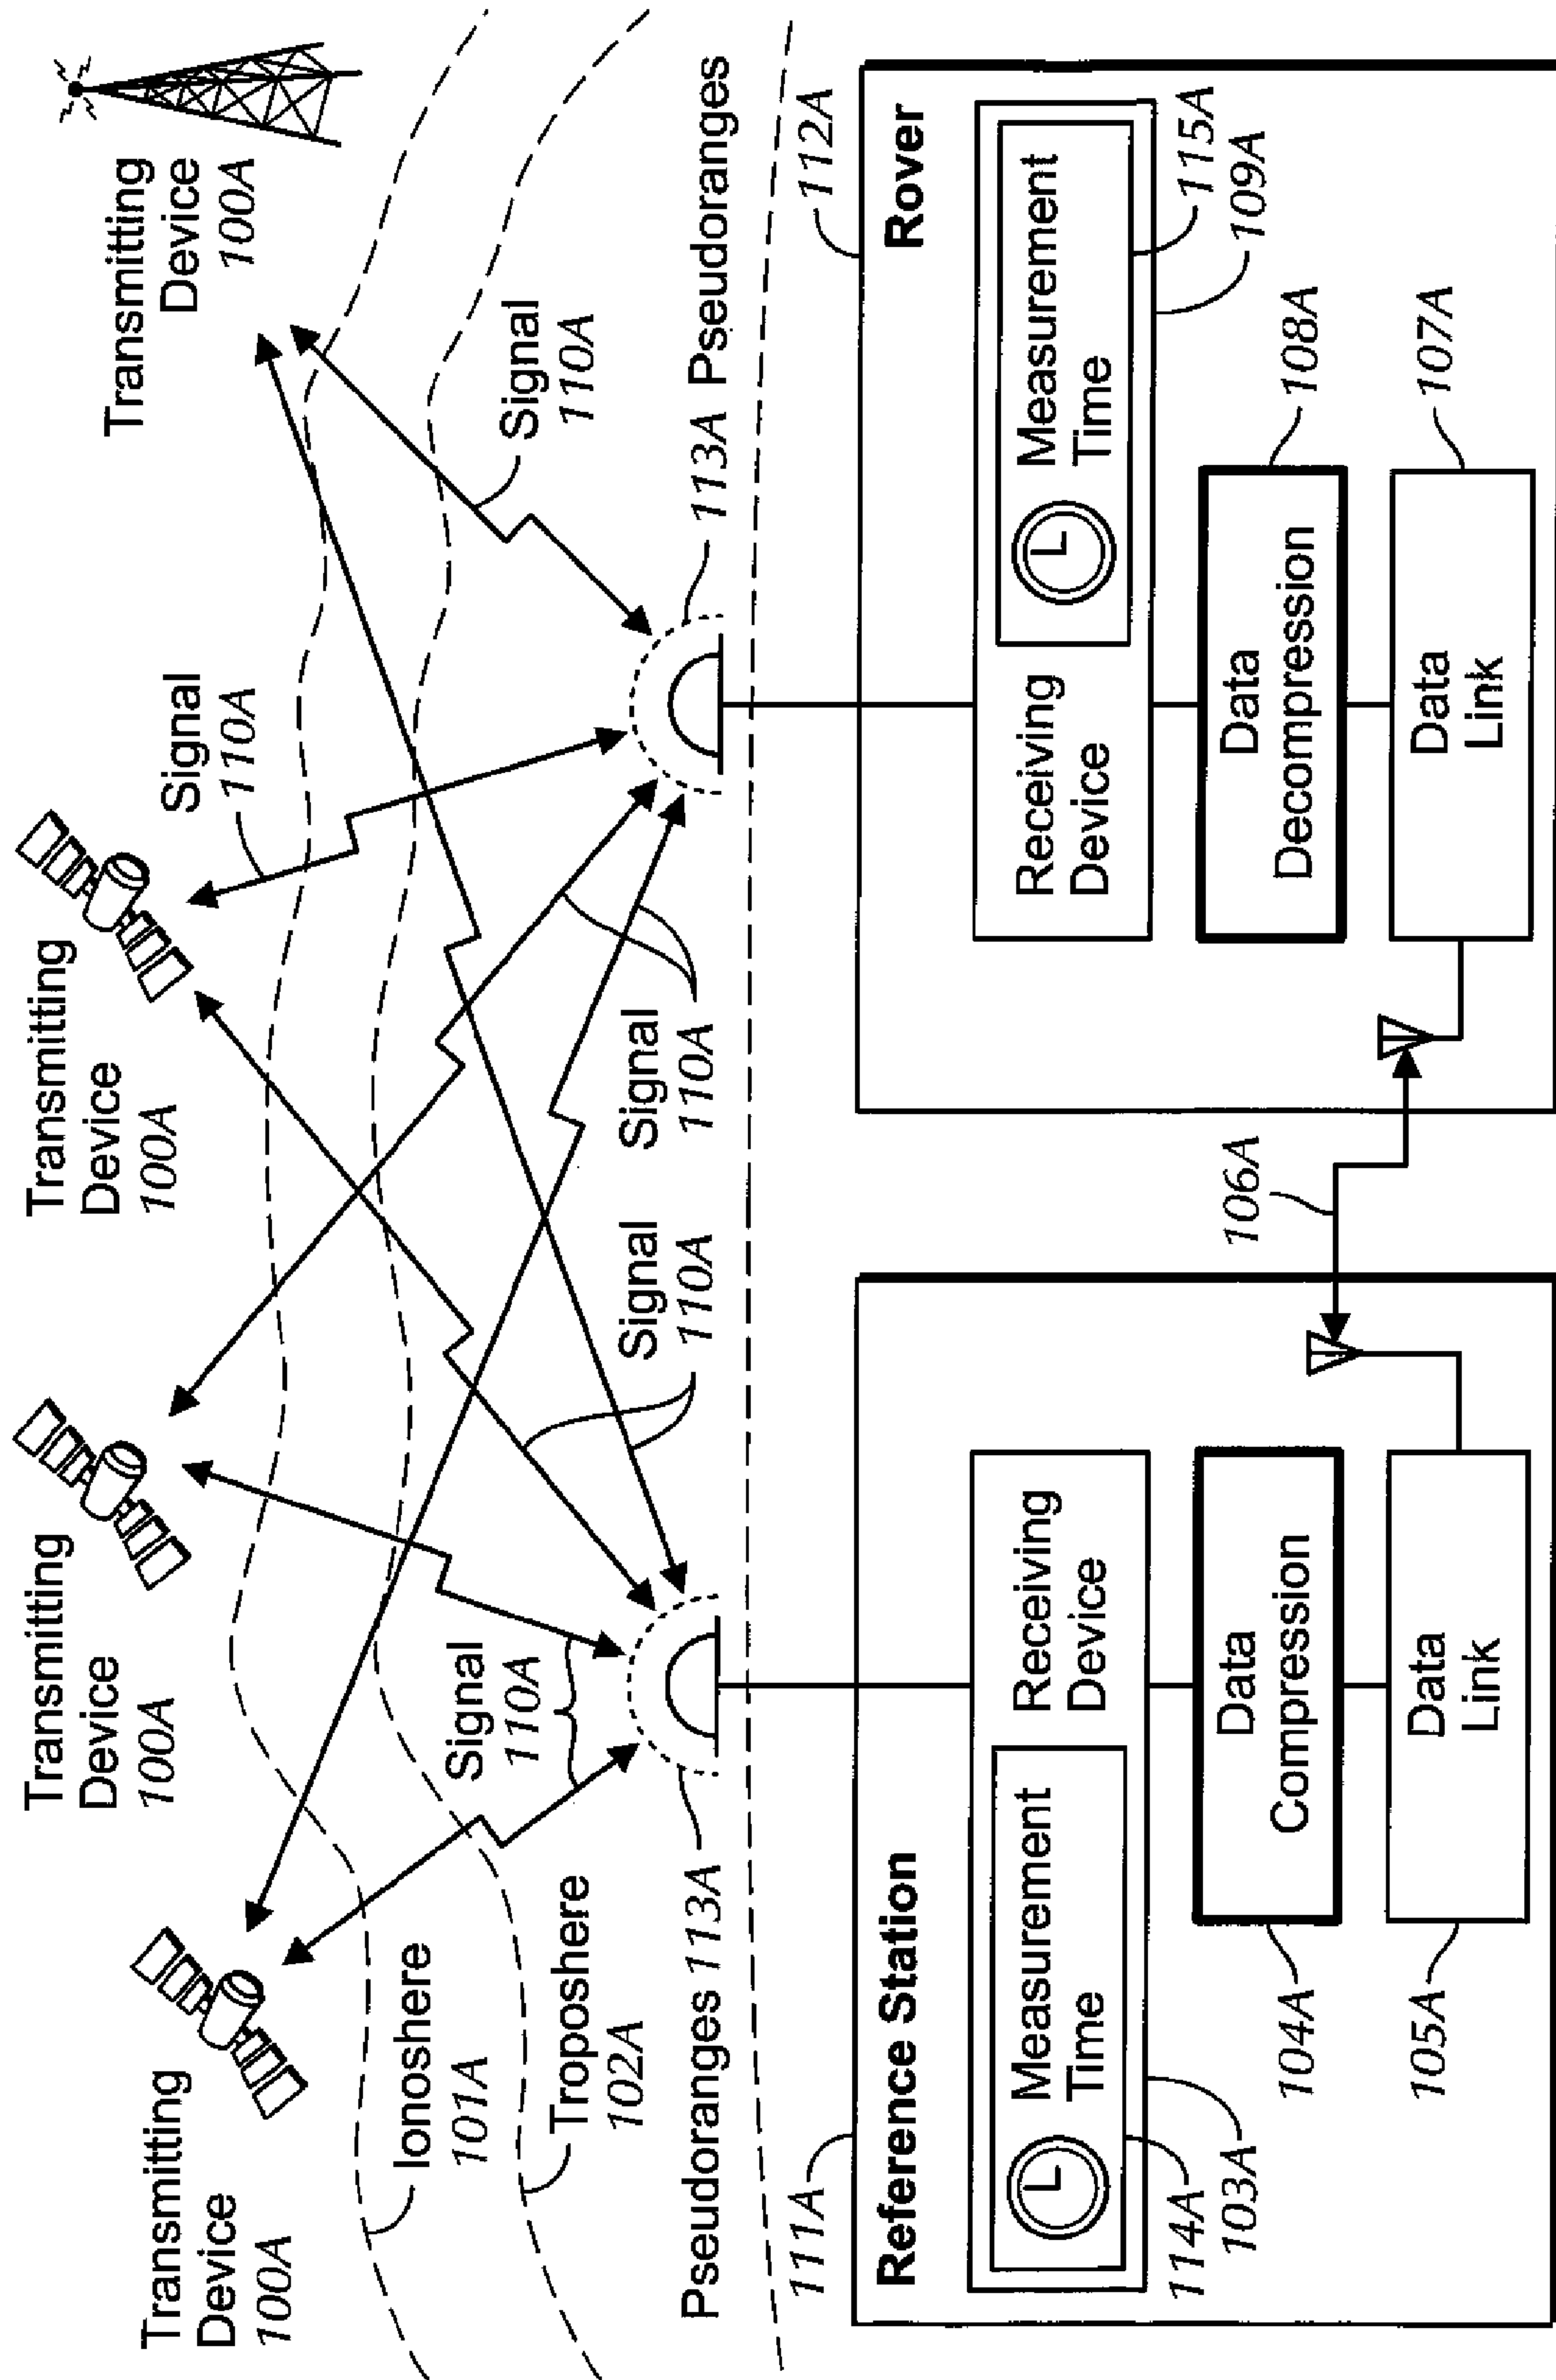 Transmitting
Device
100A
Transmitting
Device
100A
Transmitting
Device
100A
Transmitting
Device
100A
Ionoshere
101A
Troposhere
102A
Signal
110A
Signal
110A
Signal
110A
Signal
110A
Signal
110A
Pseudoranges 113A
113A Pseudoranges
111A
Reference Station
Measurement
Time
Receiving
Device
114A
103A
Data
Compression
104A
Data
Link
105A
106A
112A
Rover
Receiving
Device
Measurement
Time
115A
109A
Data
Decompression
108A
Data
Link
107A